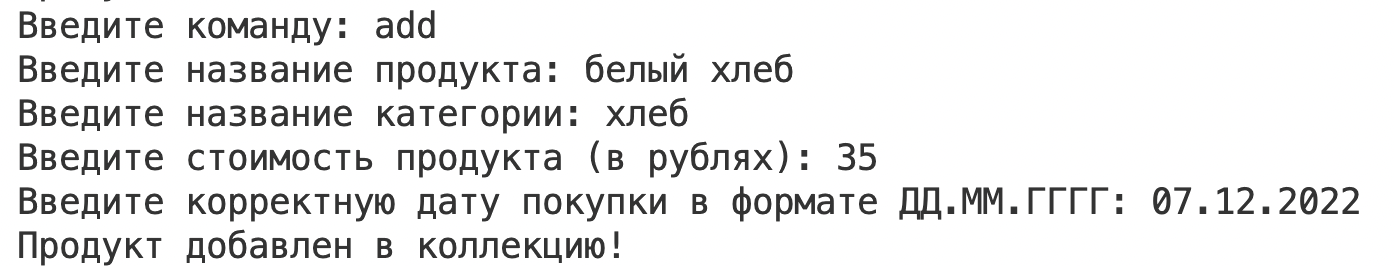 Введите команду: add
Введите название продукта: белый хлеб
Введите название категории: хлеб
Введите стоимость продукта (в рублях): 35
Введите корректную дату покупки в формате ДД.ММ.ГГГГ: 07.12.2022
Продукт добавлен в коллекцию!